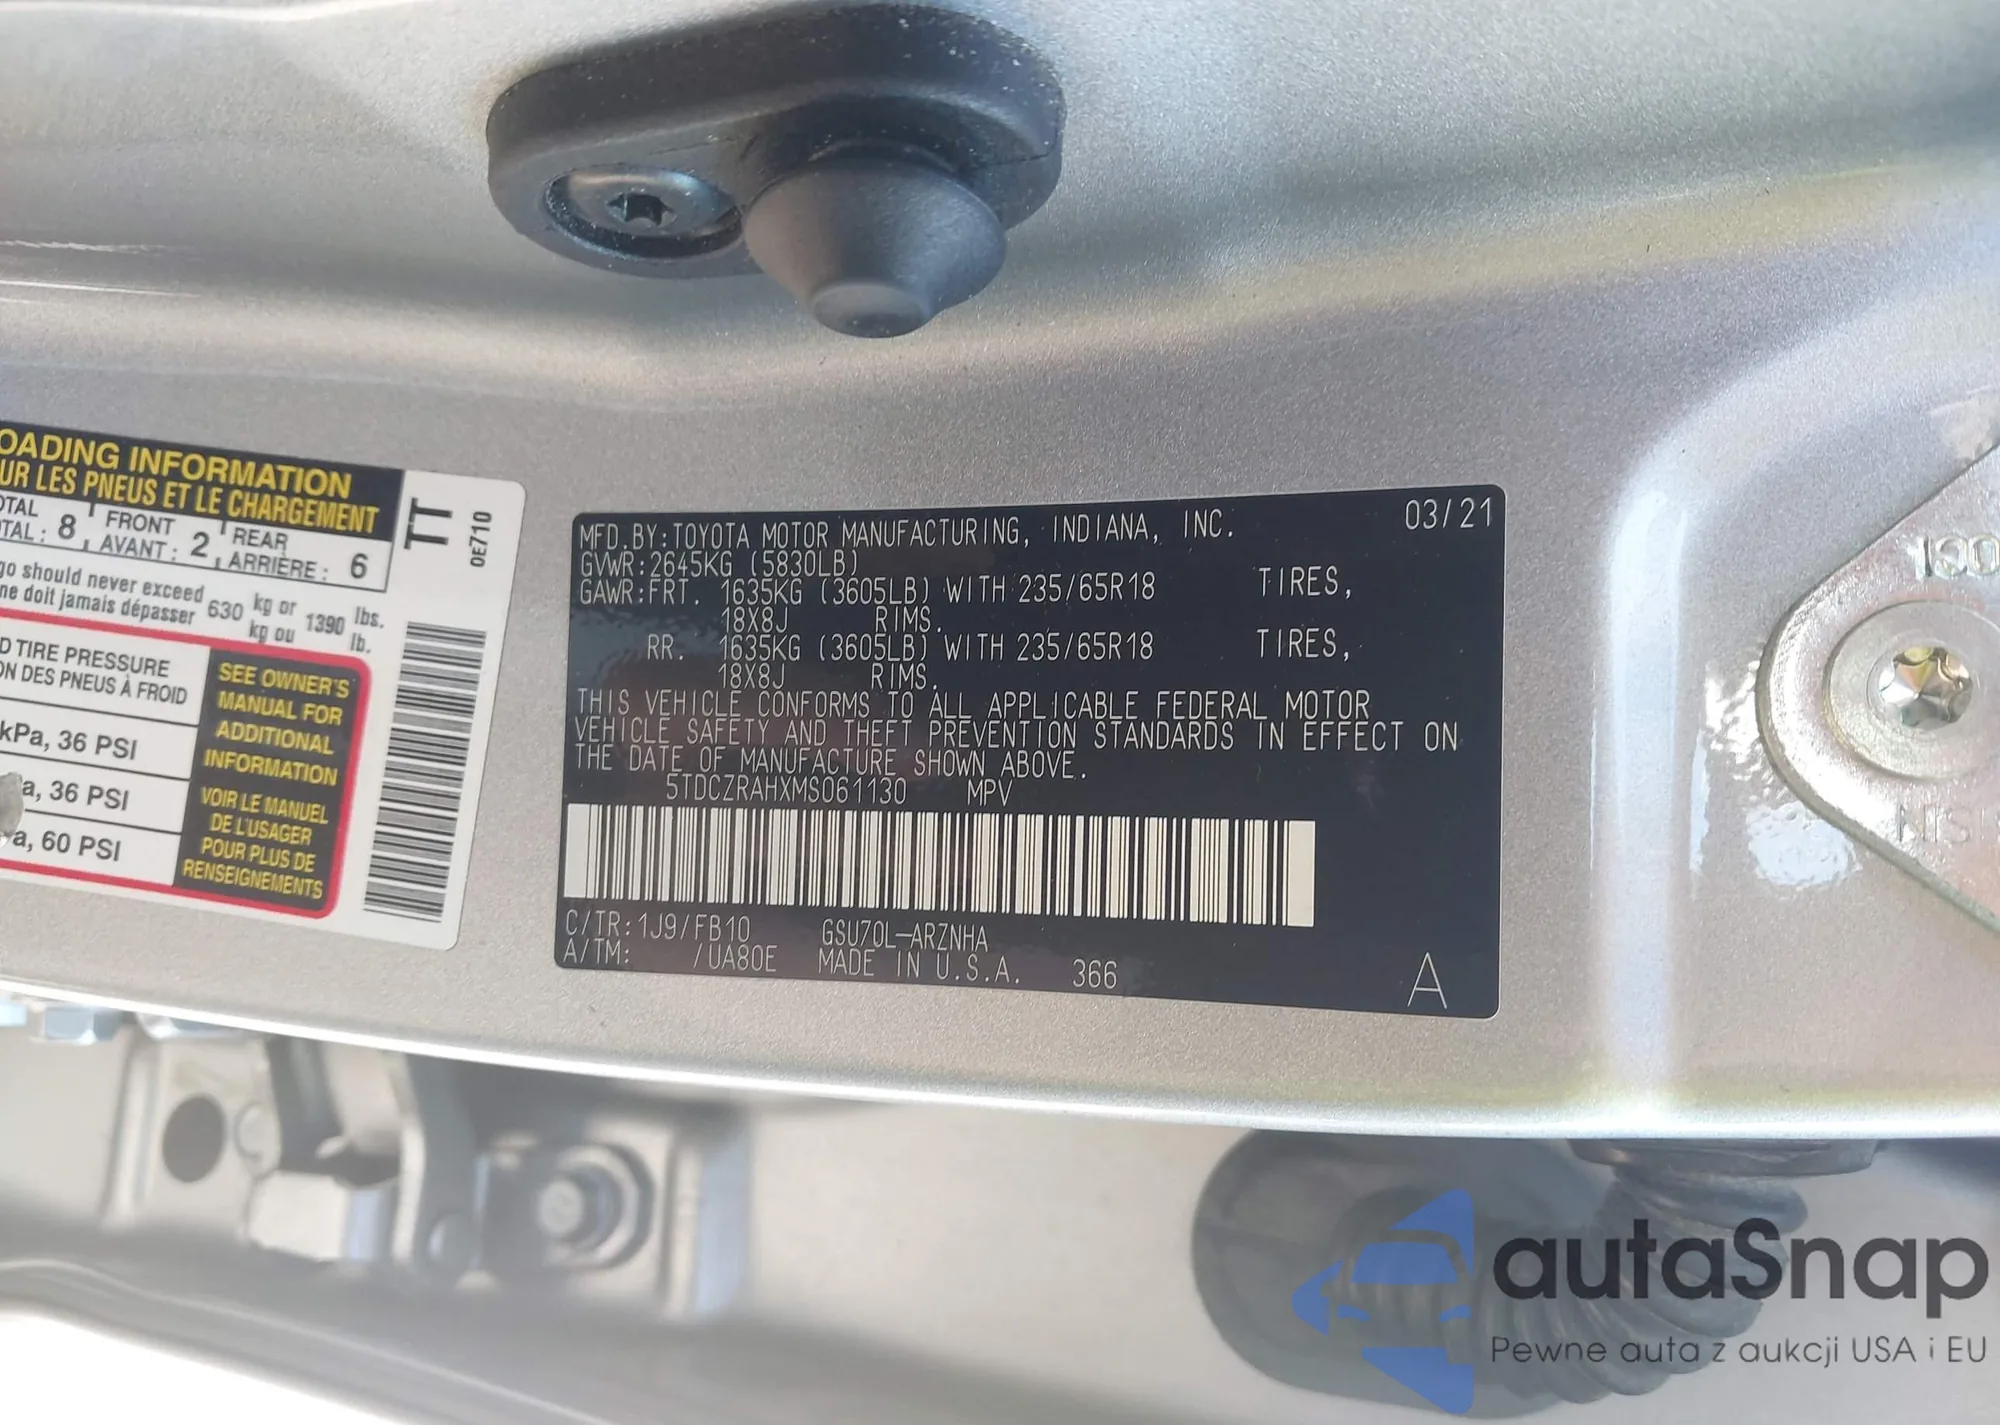 OADING INFORMATION
UR LES PNEUS ET LE CHARGEMENT
OTAL
OTAL : 8 FRONT
AVANT : 2 REAR
ARRIÈRE : 6
go should never exceed
ne doit jamais dépasser 630 kg or
kg ou 1390 lbs.
lb.
D TIRE PRESSURE
ON DES PNEUS À FROID
kPa, 36 PSI
a, 36 PSI
a, 60 PSI
SEE OWNER'S
MANUAL FOR
ADDITIONAL
INFORMATION
VOIR LE MANUEL
DE L'USAGER
POUR PLUS DE
RENSEIGNEMENTS
TT
0E710
MFD.BY:TOYOTA MOTOR MANUFACTURING, INDIANA, INC. 03/21
GVWR:2645KG (5830LB)
GAWR:FRT. 1635KG (3605LB) WITH 235/65R18 TIRES,
18X8J RIMS.
RR. 1635KG (3605LB) WITH 235/65R18 TIRES,
18X8J RIMS.
THIS VEHICLE CONFORMS TO ALL APPLICABLE FEDERAL MOTOR
VEHICLE SAFETY AND THEFT PREVENTION STANDARDS IN EFFECT ON
THE DATE OF MANUFACTURE SHOWN ABOVE.
5TDCZRAHXMS061130 MPV
C/TR:1J9/FB10 GSU70L-ARZNHA
A/TM: /UA80E MADE IN U.S.A. 366
A
autaSnap
Pewne auta z aukcji USA i EU